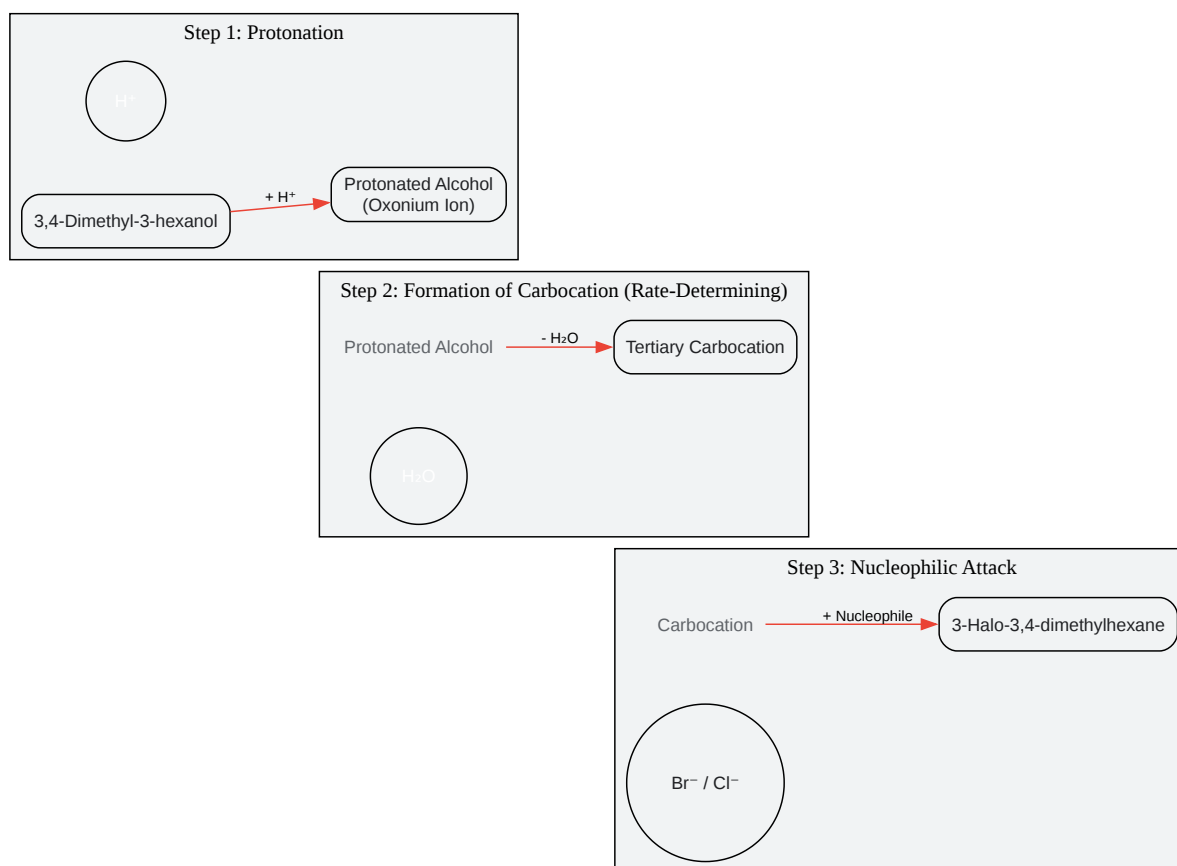 Step 1: Protonation
H⁺
3,4-Dimethyl-3-hexanol
+ H⁺
Protonated Alcohol
(Oxonium Ion)
Step 2: Formation of Carbocation (Rate-Determining)
Protonated Alcohol
- H₂O
Tertiary Carbocation
H₂O
Step 3: Nucleophilic Attack
Carbocation
+ Nucleophile
3-Halo-3,4-dimethylhexane
Br⁻ / Cl⁻